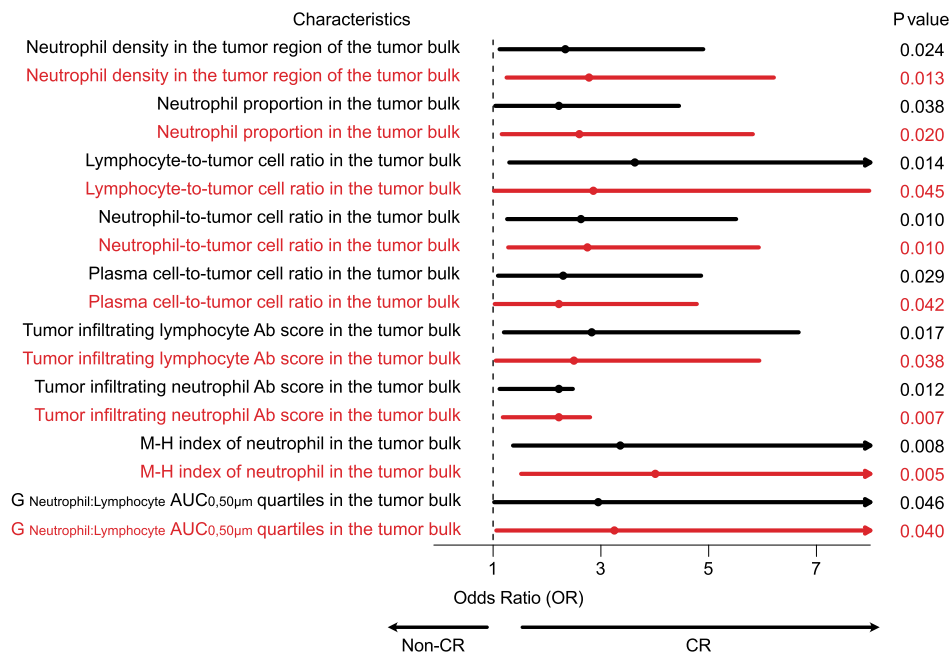 Characteristics P value
Neutrophil density in the tumor region of the tumor bulk 0.024
Neutrophil density in the tumor region of the tumor bulk 0.013
Neutrophil proportion in the tumor bulk 0.038
Neutrophil proportion in the tumor bulk 0.020
Lymphocyte-to-tumor cell ratio in the tumor bulk 0.014
Lymphocyte-to-tumor cell ratio in the tumor bulk 0.045
Neutrophil-to-tumor cell ratio in the tumor bulk 0.010
Neutrophil-to-tumor cell ratio in the tumor bulk 0.010
Plasma cell-to-tumor cell ratio in the tumor bulk 0.029
Plasma cell-to-tumor cell ratio in the tumor bulk 0.042
Tumor infiltrating lymphocyte Ab score in the tumor bulk 0.017
Tumor infiltrating lymphocyte Ab score in the tumor bulk 0.038
Tumor infiltrating neutrophil Ab score in the tumor bulk 0.012
Tumor infiltrating neutrophil Ab score in the tumor bulk 0.007
M-H index of neutrophil in the tumor bulk 0.008
M-H index of neutrophil in the tumor bulk 0.005
G Neutrophil:Lymphocyte AUC0,50μm quartiles in the tumor bulk 0.046
G Neutrophil:Lymphocyte AUC0,50μm quartiles in the tumor bulk 0.040
1 3 5 7
Odds Ratio (OR)
Non-CR CR